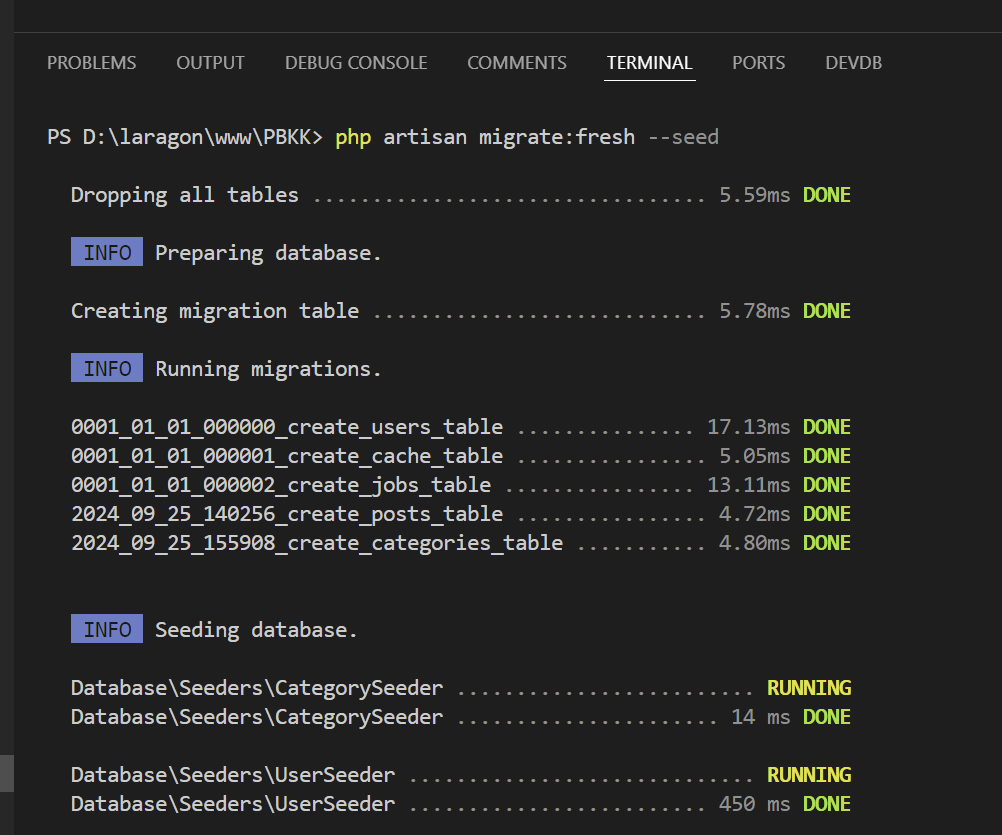 PROBLEMS OUTPUT DEBUG CONSOLE COMMENTS TERMINAL PORTS DEVDB
PS D:\laragon\www\PBKK> php artisan migrate:fresh --seed
Dropping all tables ................................. 5.59ms DONE
INFO Preparing database.
Creating migration table ............................ 5.78ms DONE
INFO Running migrations.
0001_01_01_000000_create_users_table ............... 17.13ms DONE
0001_01_01_000001_create_cache_table ................ 5.05ms DONE
0001_01_01_000002_create_jobs_table ................ 13.11ms DONE
2024_09_25_140256_create_posts_table ................ 4.72ms DONE
2024_09_25_155908_create_categories_table ........... 4.80ms DONE
INFO Seeding database.
Database\Seeders\CategorySeeder ......................... RUNNING
Database\Seeders\CategorySeeder ...................... 14 ms DONE
Database\Seeders\UserSeeder ............................. RUNNING
Database\Seeders\UserSeeder ......................... 450 ms DONE